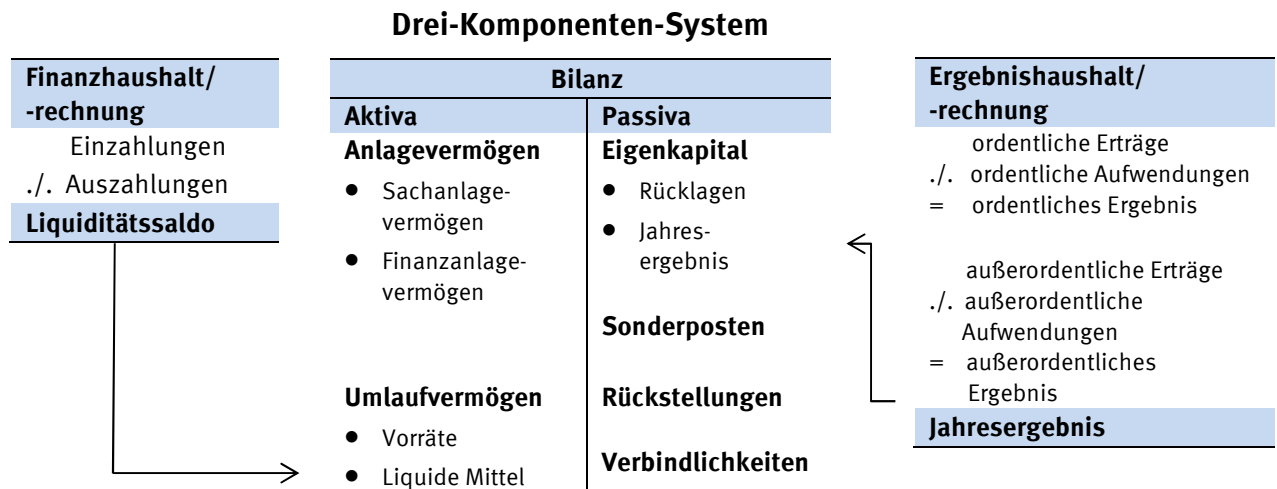 Drei-Komponenten-System
Finanzhaushalt/
-rechnung
Einzahlungen
./. Auszahlungen
Liquiditätssaldo
Bilanz
Aktiva
Anlagevermögen
● Sachanlage-
vermögen
● Finanzanlage-
vermögen
Umlaufvermögen
● Vorräte
● Liquide Mittel
Passiva
Eigenkapital
● Rücklagen
● Jahres-
ergebnis
Sonderposten
Rückstellungen
Verbindlichkeiten
Ergebnishaushalt/
-rechnung
ordentliche Erträge
./. ordentliche Aufwendungen
= ordentliches Ergebnis
außerordentliche Erträge
./. außerordentliche
Aufwendungen
= außerordentliches
Ergebnis
Jahresergebnis